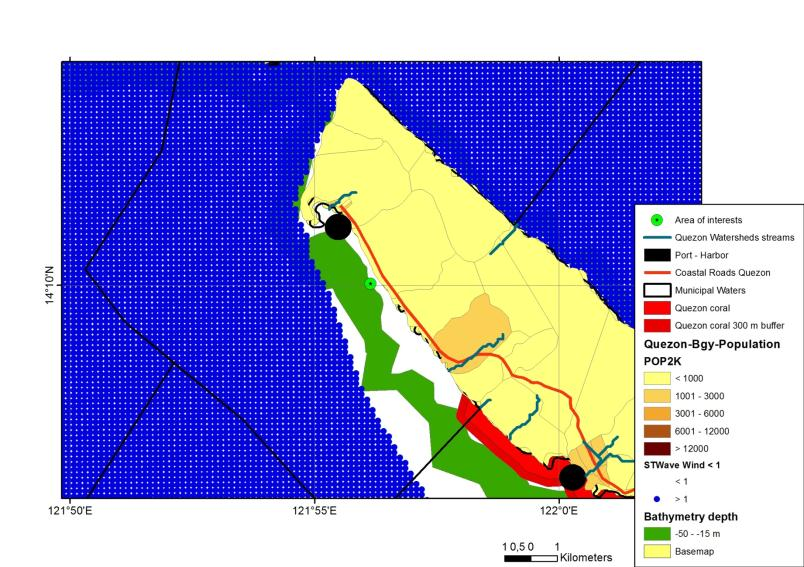 Area of interests
Quezon Watersheds streams
Port - Harbor
Coastal Roads Quezon
Municipal Waters
Quezon coral
Quezon coral 300 m buffer
Quezon-Bgy-Population
POP2K
< 1000
1001 - 3000
3001 - 6000
6001 - 12000
> 12000
STWave Wind < 1
< 1
> 1
Bathymetry depth
-50 - -15 m
Basemap
14°10'N
121°50'E
121°55'E
122°0'E
1 0,5 0 1
Kilometers